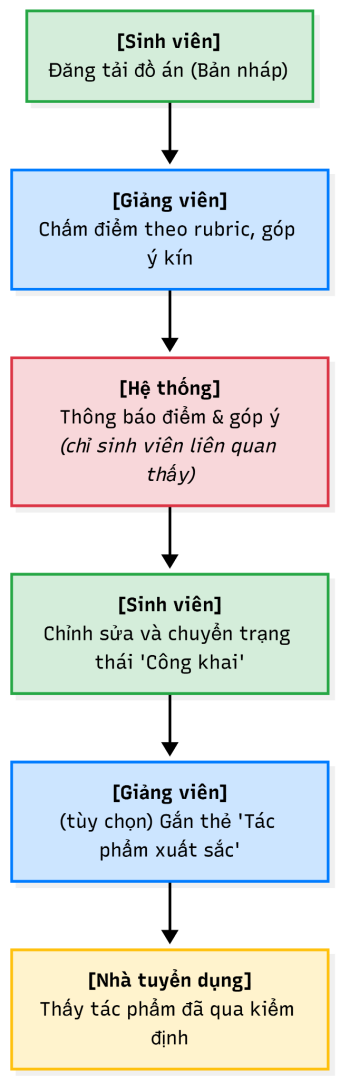 [Sinh viên]
Đăng tải đồ án (Bản nháp)
[Giảng viên]
Chấm điểm theo rubric, góp
ý kín
[Hệ thống]
Thông báo điểm & góp ý
(chỉ sinh viên liên quan
thấy)
[Sinh viên]
Chỉnh sửa và chuyển trạng
thái 'Công khai'
[Giảng viên]
(tùy chọn) Gắn thẻ 'Tác
phẩm xuất sắc'
[Nhà tuyển dụng]
Thấy tác phẩm đã qua kiểm
định